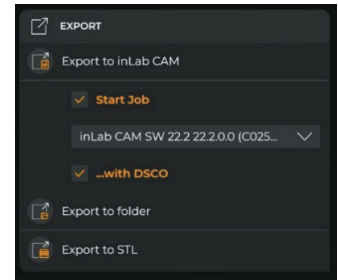 EXPORT
Export to inLab CAM
Start Job
inLab CAM SW 22.2 22.2.0.0 (C025...
...with DSCO
Export to folder
Export to STL